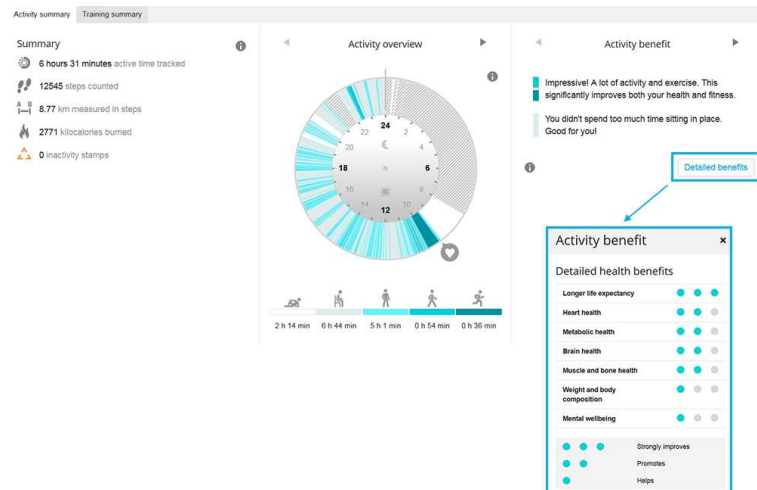 Activity summary
Training summary
Summary
6 hours 31 minutes active time tracked
12545 steps counted
A B
8.77 km measured in steps
2771 kilocalories burned
0 inactivity stamps
Activity overview
24
22
2
20
4
18
6
16
8
14
10
12
2 h 14 min
6 h 44 min
5 h 1 min
0 h 54 min
0 h 36 min
Activity benefit
Impressive! A lot of activity and exercise. This
significantly improves both your health and fitness.
You didn't spend too much time sitting in place.
Good for you!
Detailed benefits
Activity benefit
×
Detailed health benefits
Longer life expectancy
Heart health
Metabolic health
Brain health
Muscle and bone health
Weight and body
composition
Mental wellbeing
Strongly improves
Promotes
Helps